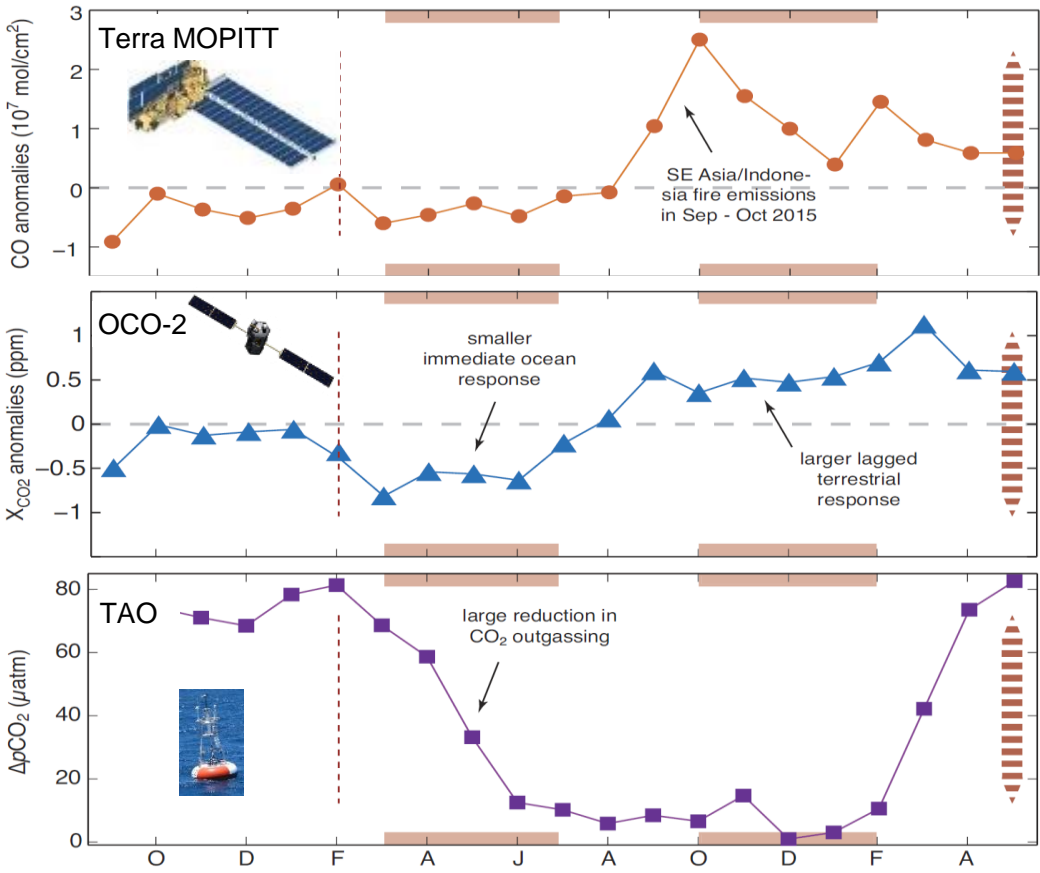 Terra MOPITT
CO anomalies (10⁷ mol/cm²)
3
2
1
0
−1
SE Asia/Indone-
sía fire emissions
in Sep - Oct 2015
OCO-2
X_CO2 anomalies (ppm)
1
0.5
0
−0.5
−1
smaller
immediate ocean
response
larger lagged
terrestrial
response
TAO
ΔpCO₂ (µatm)
80
60
40
20
0
large reduction in
CO₂ outgassing
O D F A J A O D F A